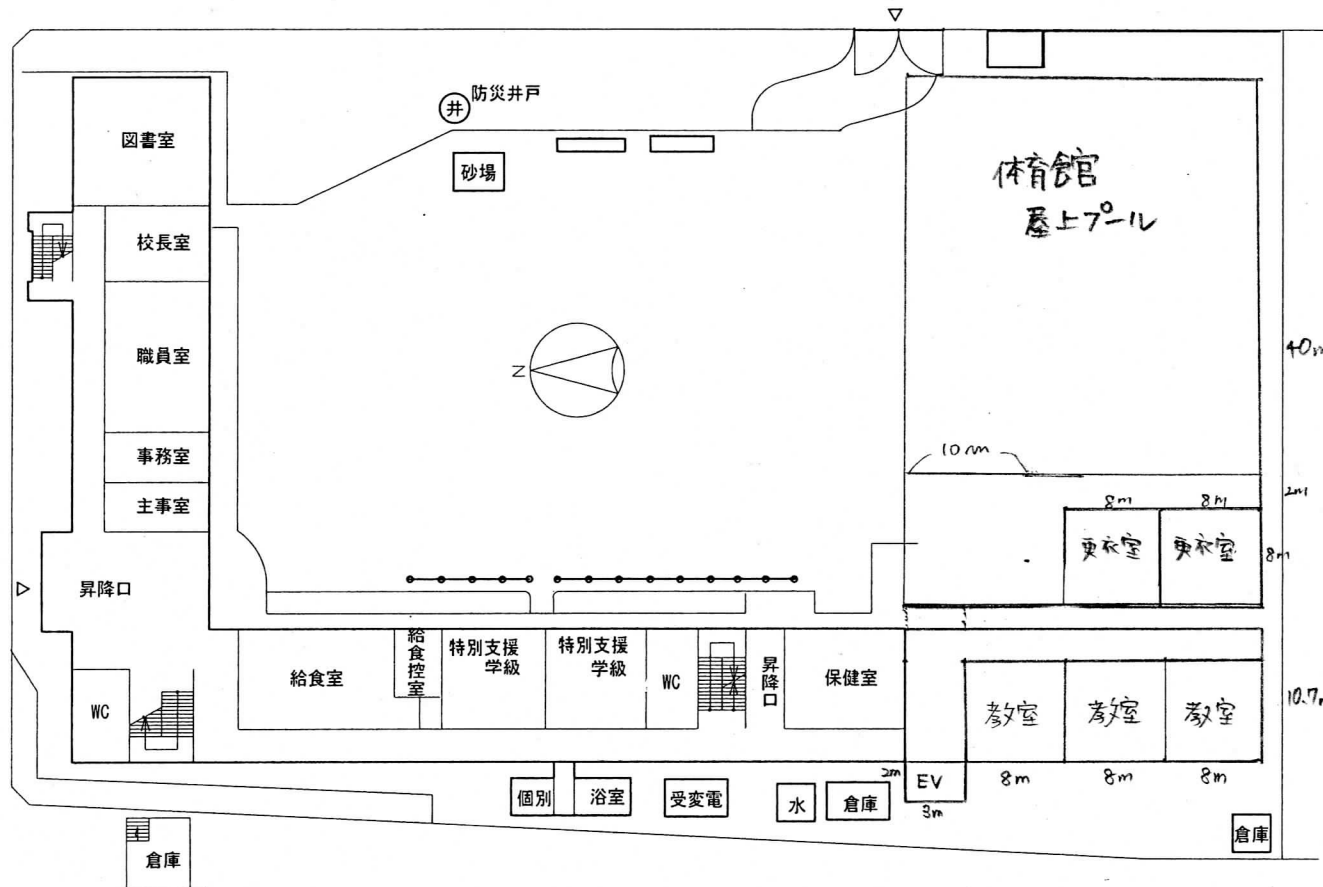 ▽
防災井戸
井
図書室
砂場
体育館
屋上プール
校長室
職員室
N
40m
事務室
10m
主事室
2m
8m
8m
更衣室
更衣室
8m
昇降口
▷
給食室
給食控室
特別支援
学級
特別支援
学級
WC
昇降口
保健室
WC
教室
教室
教室
10.7m
個別
浴室
受変電
水
倉庫
2m
EV
3m
8m
8m
8m
倉庫
倉庫